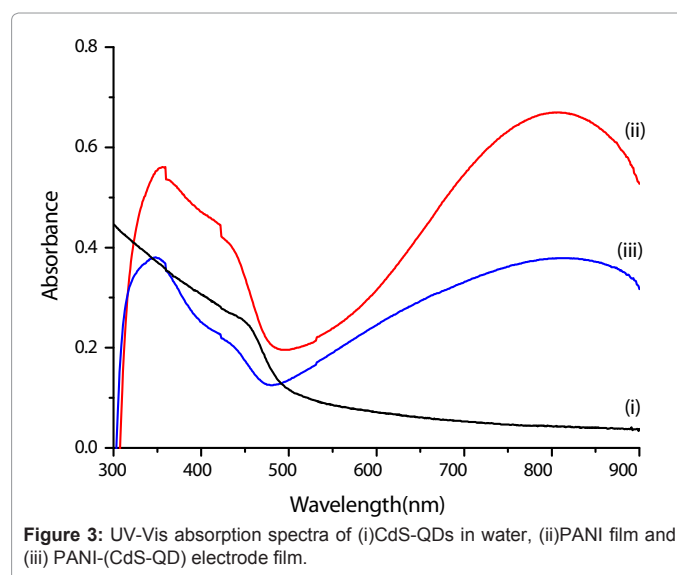 0.8
0.6
0.4
0.2
0.0
Absorbance
(ii)
(iii)
(i)
300 400 500 600 700 800 900
Wavelength(nm)
Figure 3: UV-Vis absorption spectra of (i)CdS-QDs in water, (ii)PANI film and
(iii) PANI-(CdS-QD) electrode film.